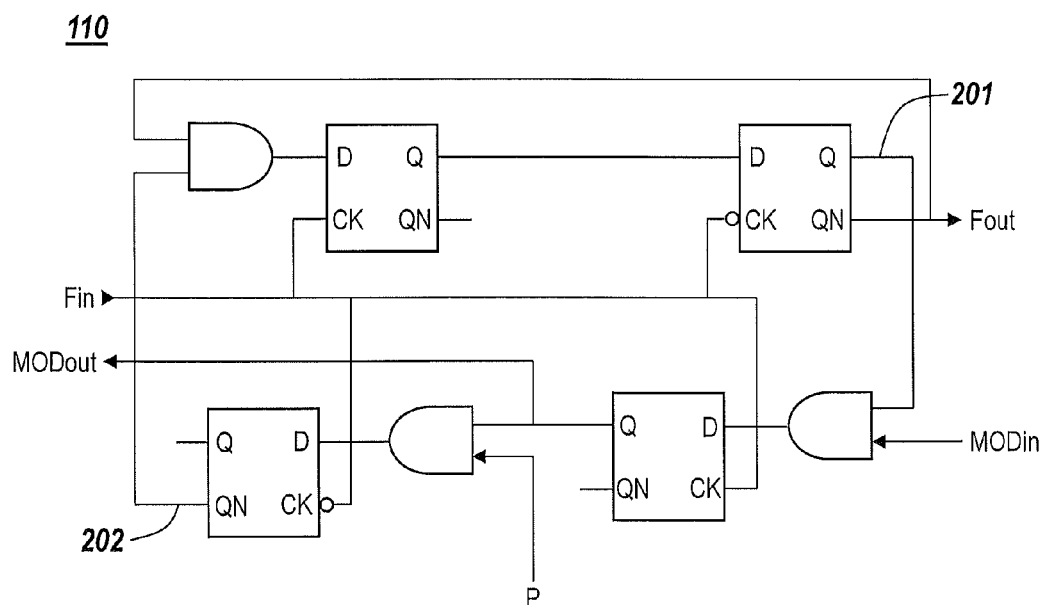 110
201
D Q D Q
CK QN CK QN Fout
Fin
MODout
Q D Q D
MODin
QN CK QN CK
202
P